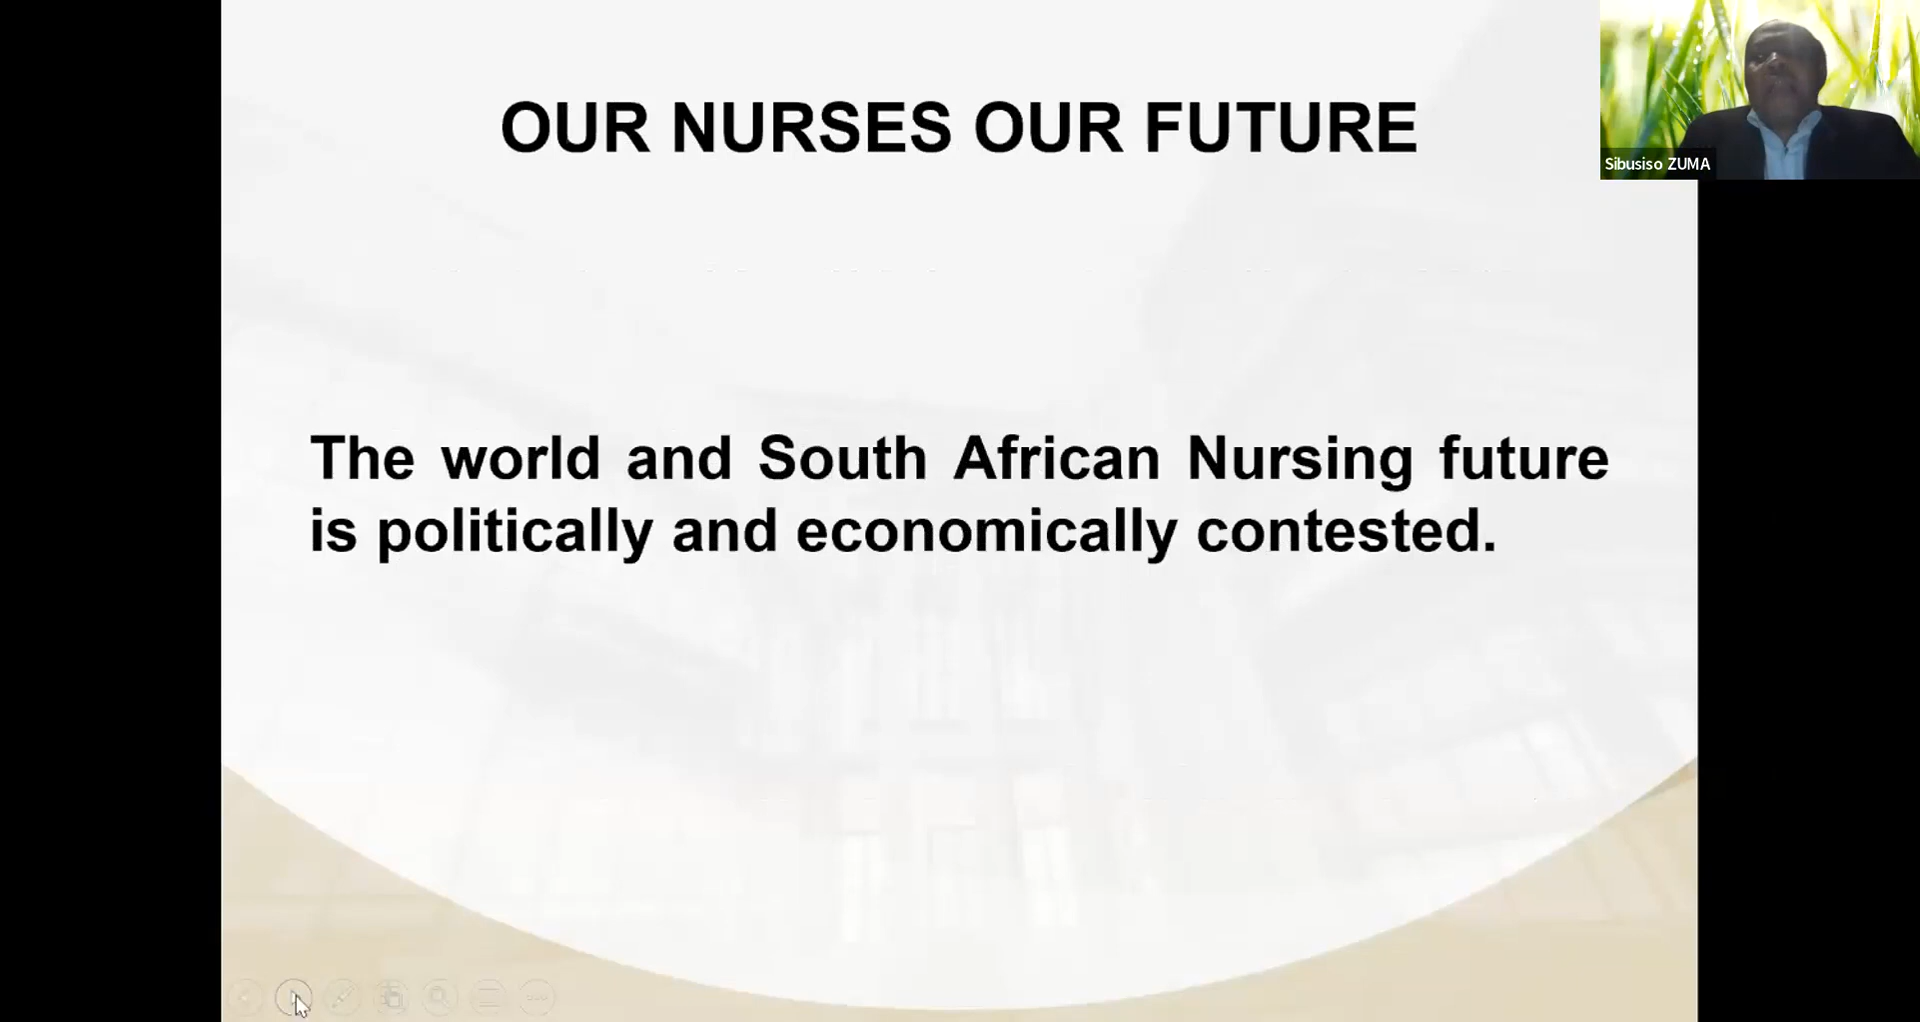 OUR NURSES OUR FUTURE
Sibusiso ZUMA
The world and South African Nursing future
is politically and economically contested.